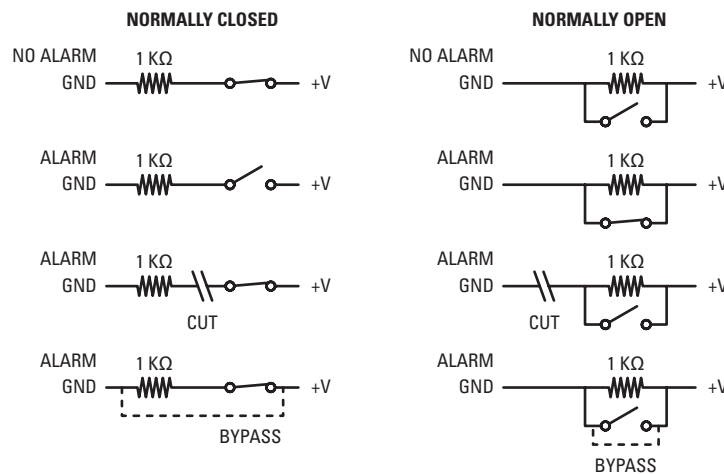 NORMALLY CLOSED
NO ALARM
1 KΩ
GND
+V
ALARM
1 KΩ
GND
+V
ALARM
1 KΩ
GND
+V
CUT
ALARM
1 KΩ
GND
+V
BYPASS
NORMALLY OPEN
NO ALARM
1 KΩ
GND
+V
ALARM
1 KΩ
GND
+V
ALARM
1 KΩ
GND
+V
CUT
ALARM
1 KΩ
GND
+V
BYPASS